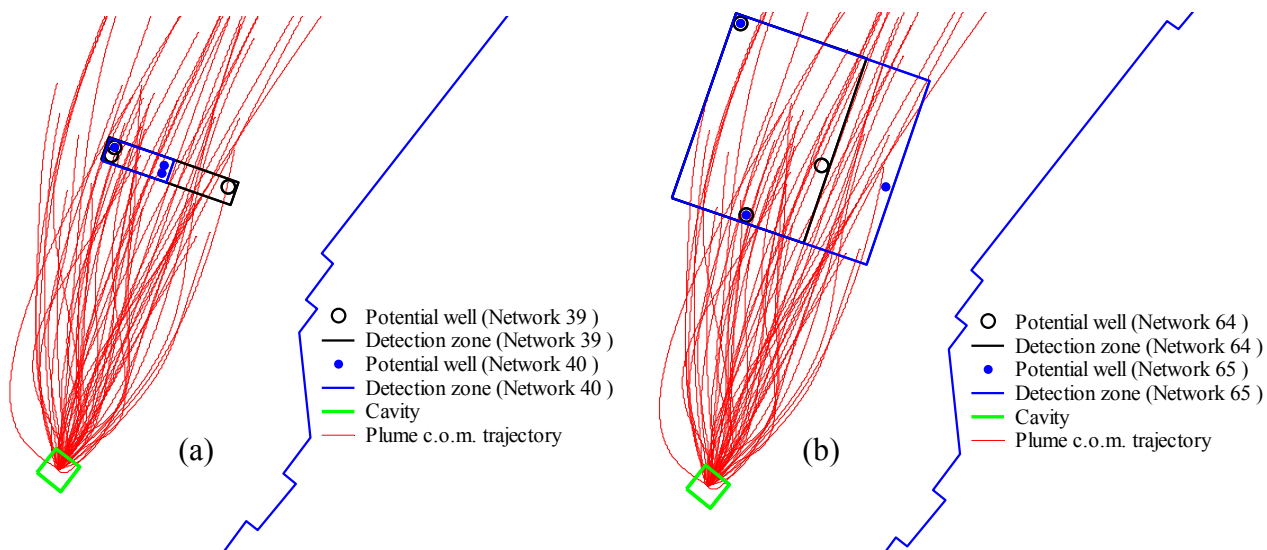 (a)
Potential well (Network 39 )
Detection zone (Network 39 )
Potential well (Network 40 )
Detection zone (Network 40 )
Cavity
Plume c.o.m. trajectory
(b)
Potential well (Network 64 )
Detection zone (Network 64 )
Potential well (Network 65 )
Detection zone (Network 65 )
Cavity
Plume c.o.m. trajectory